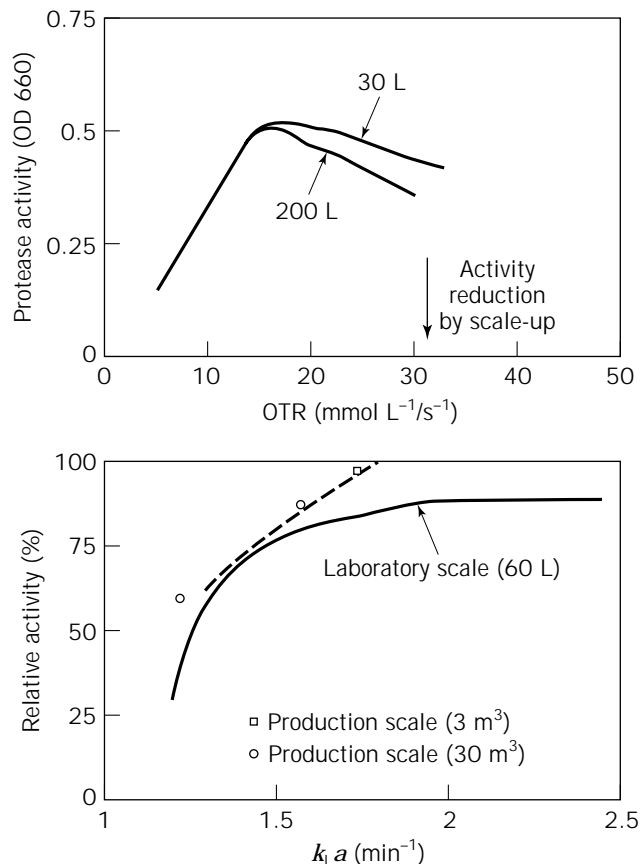 0.75
0.5
0.25
0
Protease activity (OD 660)
30 L
200 L
Activity
reduction
by scale-up
0 10 20 30 40 50
OTR (mmol L⁻¹/s⁻¹)
100
75
50
25
0
Relative activity (%)
Laboratory scale (60 L)
Production scale (3 m³)
Production scale (30 m³)
1 1.5 2 2.5
kₗ a (min⁻¹)